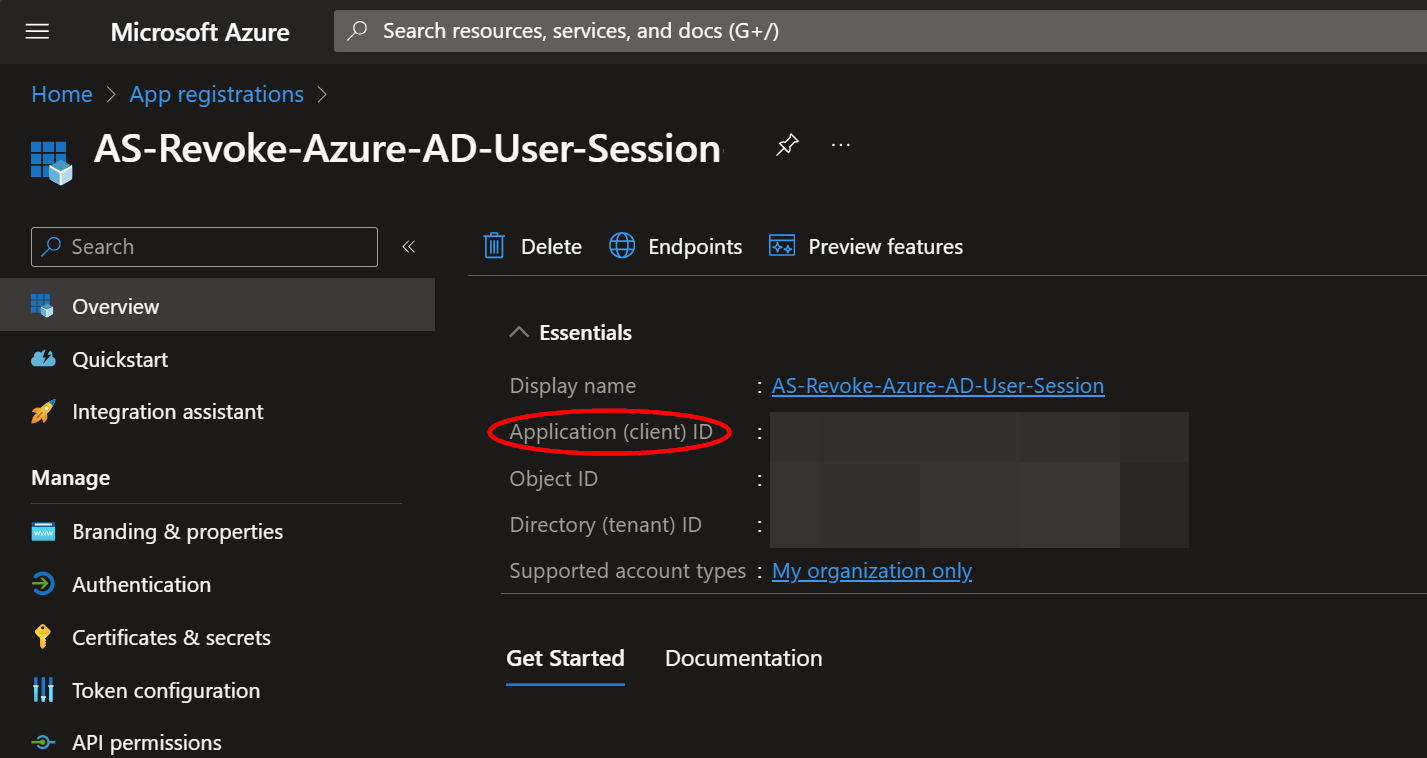 Microsoft Azure
Search resources, services, and docs (G+/)
Home > App registrations >
AS-Revoke-Azure-AD-User-Session
...
Search
«
Delete
Endpoints
Preview features
Overview
Quickstart
Integration assistant
Manage
Branding & properties
Authentication
Certificates & secrets
Token configuration
API permissions
Essentials
Display name : AS-Revoke-Azure-AD-User-Session
Application (client) ID :
Object ID :
Directory (tenant) ID :
Supported account types : My organization only
Get Started
Documentation